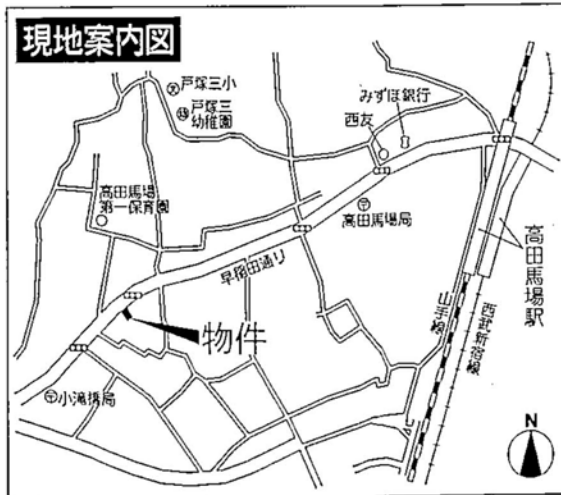 現地案内図
戸塚三小
戸塚三
幼稚園
みずほ銀行
西友
高田馬場
第一保育園
高田馬場局
早稲田通り
高田馬場駅
山手線
西武新宿線
物件
小滝橋局
N